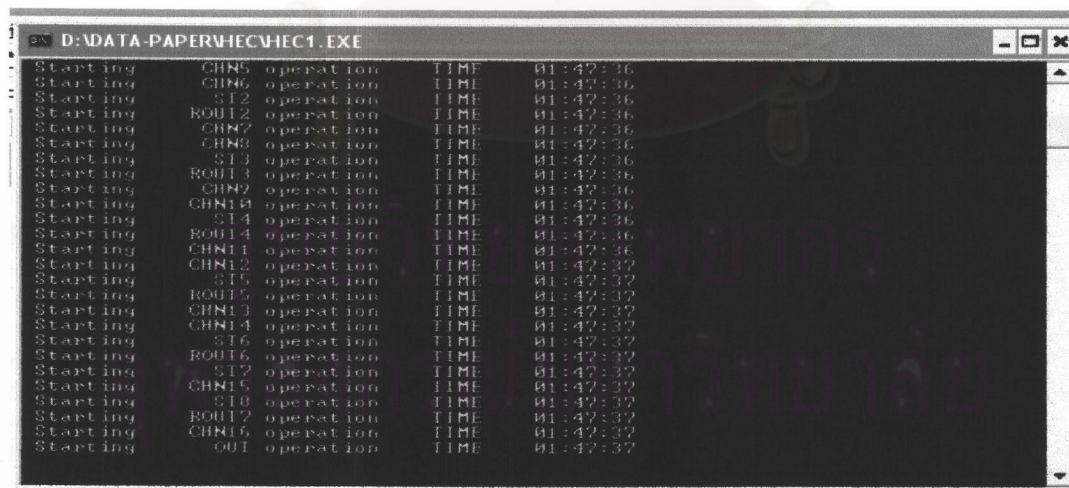 D:\DATA-PAPER\HEC\HEC1.EXE
Starting CHN5 operation TIME 01:47:36
Starting CHN6 operation TIME 01:47:36
Starting ST2 operation TIME 01:47:36
Starting ROUT2 operation TIME 01:47:36
Starting CHN7 operation TIME 01:47:36
Starting CHN8 operation TIME 01:47:36
Starting ST3 operation TIME 01:47:36
Starting ROUT3 operation TIME 01:47:36
Starting CHN9 operation TIME 01:47:36
Starting CHN10 operation TIME 01:47:36
Starting ST4 operation TIME 01:47:36
Starting ROUT4 operation TIME 01:47:36
Starting CHN11 operation TIME 01:47:36
Starting CHN12 operation TIME 01:47:37
Starting ST5 operation TIME 01:47:37
Starting ROUT5 operation TIME 01:47:37
Starting CHN13 operation TIME 01:47:37
Starting CHN14 operation TIME 01:47:37
Starting ST6 operation TIME 01:47:37
Starting ROUT6 operation TIME 01:47:37
Starting ST7 operation TIME 01:47:37
Starting CHN15 operation TIME 01:47:37
Starting ST8 operation TIME 01:47:37
Starting ROUT7 operation TIME 01:47:37
Starting CHN16 operation TIME 01:47:37
Starting OUT operation TIME 01:47:37